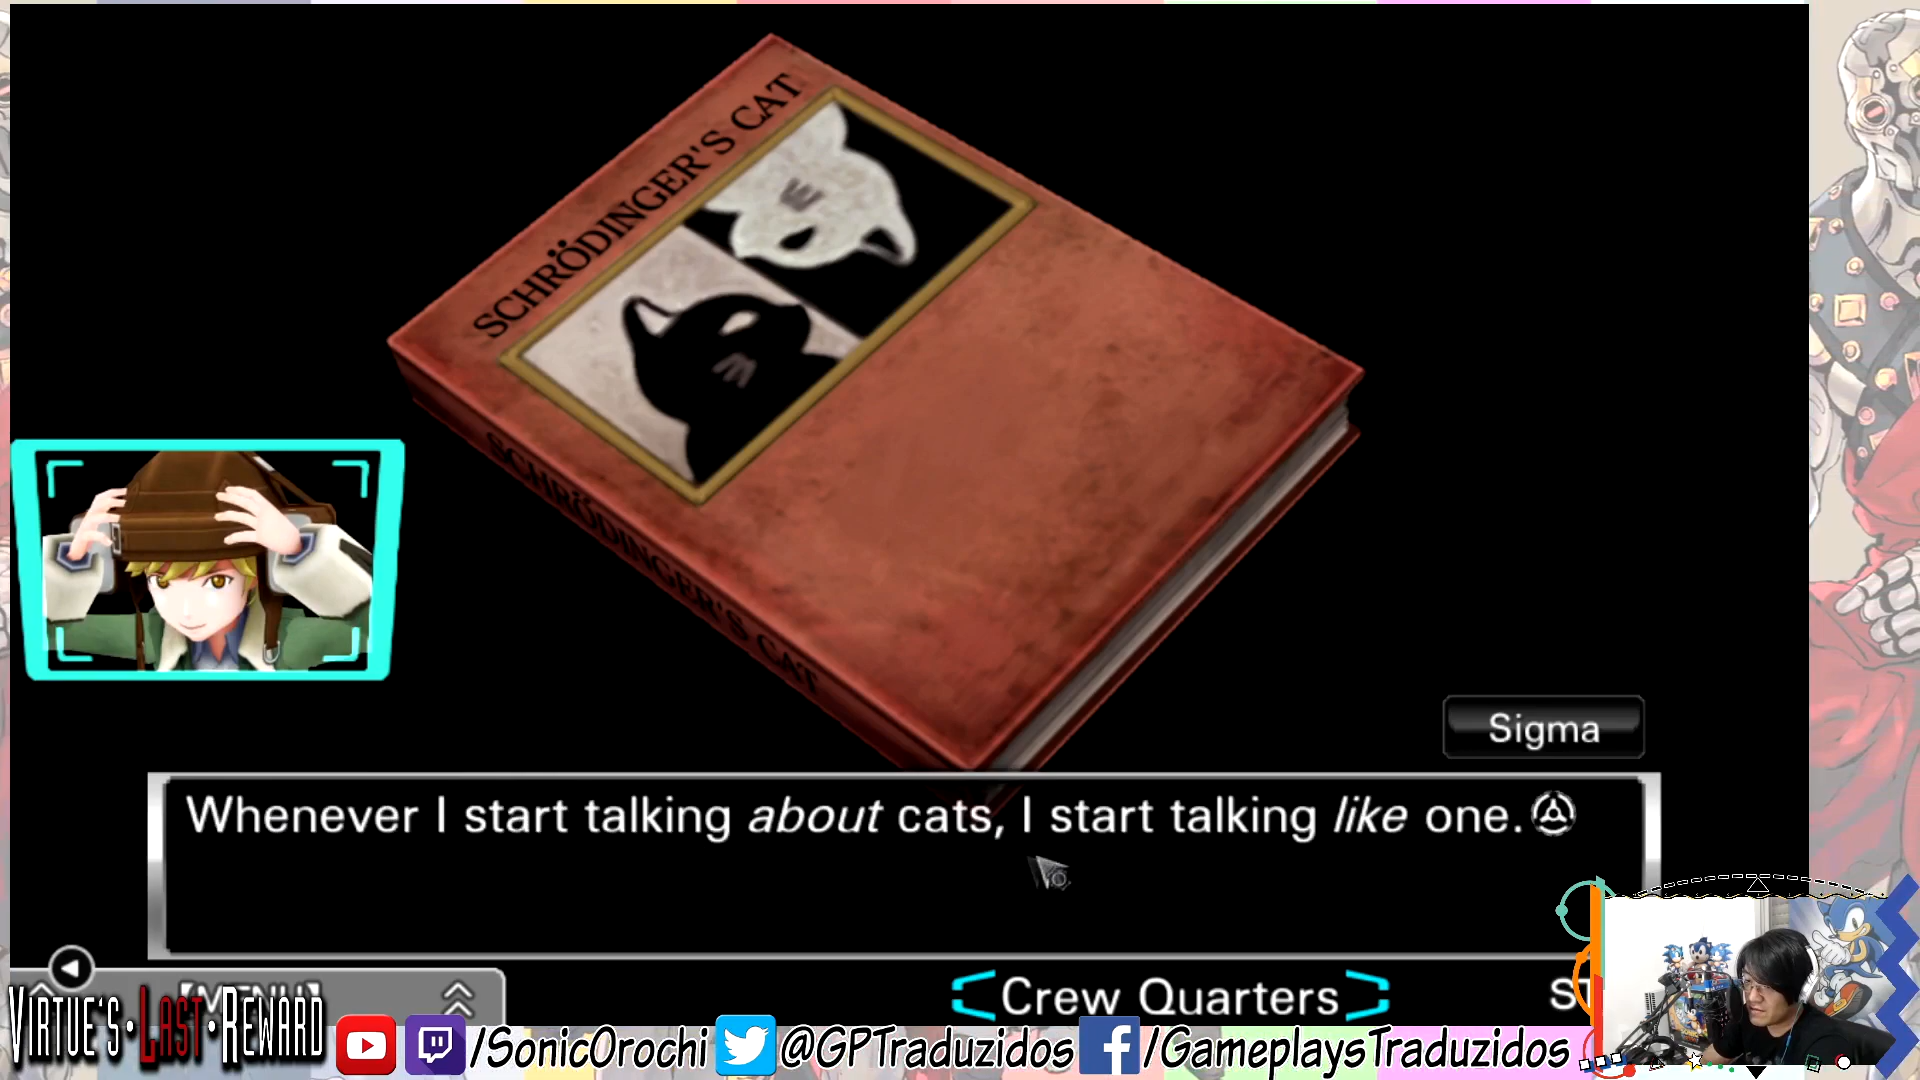 SCHRÖDINGER'S CAT
SCHRÖDINGER'S CAT
Sigma
Whenever I start talking about cats, I start talking like one.
[MENU]
Crew Quarters
VIRTUE'S·LAST·REWARD
/SonicOrochi
@GPTraduzidos
/GameplaysTraduzidos